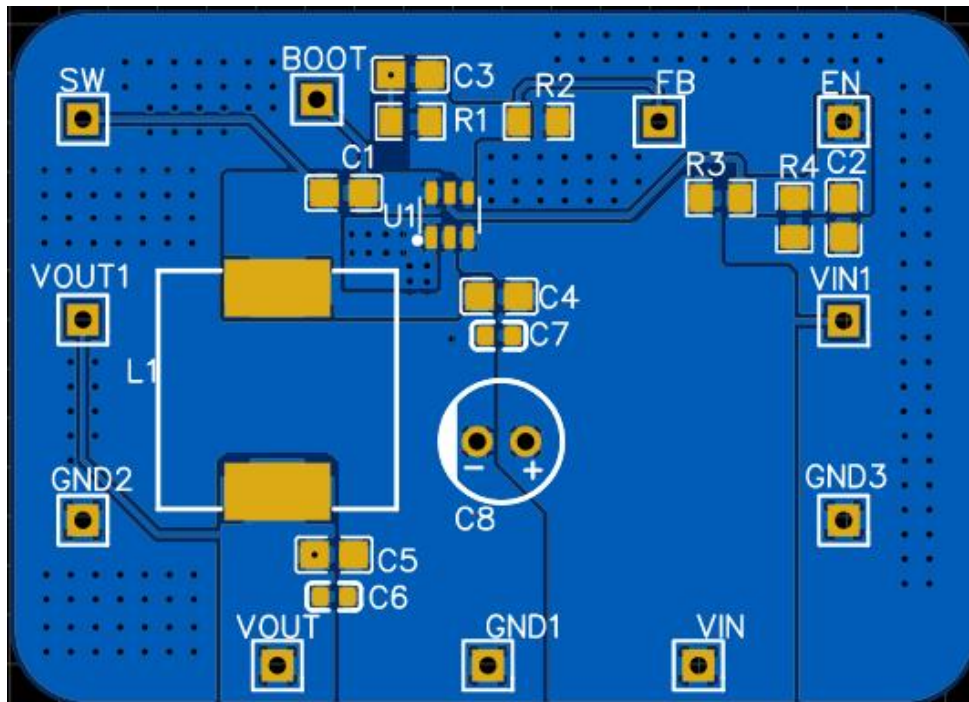 SW
BOOT
C3
R2
FB
EN
R1
C1
R3
R4
C2
U1
VOUT1
C4
VIN1
C7
L1
GND2
- +
GND3
C8
C5
C6
VOUT
GND1
VIN